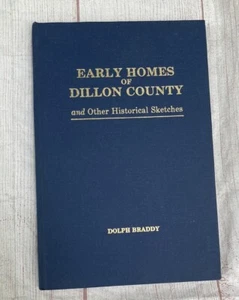 EARLY HOMES
OF
DILLON COUNTY
and Other Historical Sketches
DOLPH BRADDY